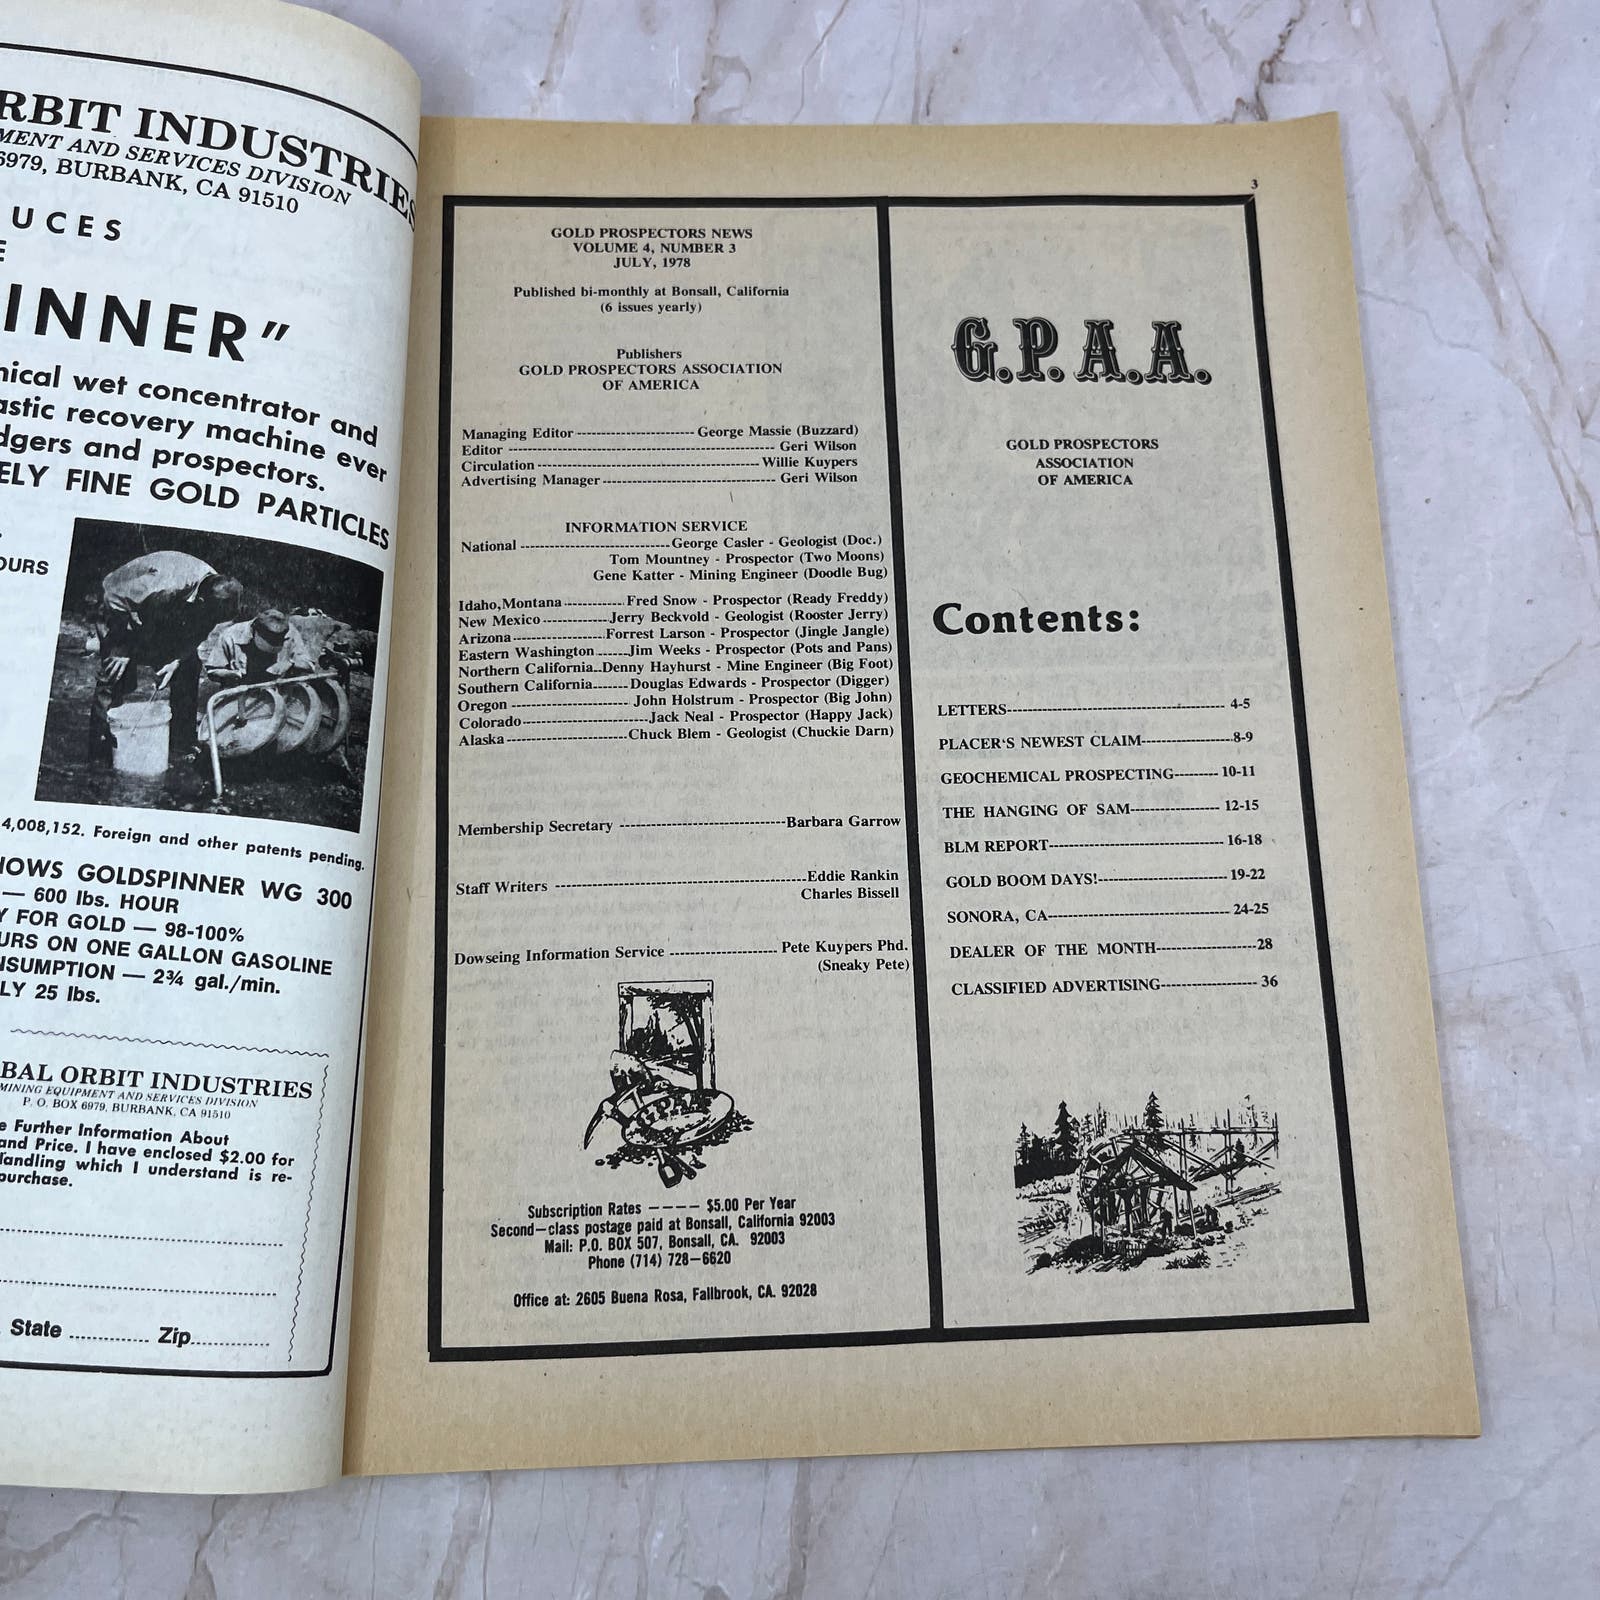 ORBIT INDUSTRIES
MENT AND SERVICES DIVISION
6979, BURBANK, CA 91510
UCES
E
INNER"
nical wet concentrator and
astic recovery machine ever
dgers and prospectors.
ELY FINE GOLD PARTICLES
OURS
4,008,152. Foreign and other patents pending.
HOWS GOLDSPINNER WG 300
— 600 lbs. HOUR
Y FOR GOLD — 98-100%
URS ON ONE GALLON GASOLINE
NSUMPTION — 2¾ gal./min.
LY 25 lbs.
BAL ORBIT INDUSTRIES
MINING EQUIPMENT AND SERVICES DIVISION
P. O. BOX 6979, BURBANK, CA 91510
e Further Information About
and Price. I have enclosed $2.00 for
Handling which I understand is re-
purchase.
State ............. Zip..............
3
GOLD PROSPECTORS NEWS
VOLUME 4, NUMBER 3
JULY, 1978
Published bi-monthly at Bonsall, California
(6 issues yearly)
Publishers
GOLD PROSPECTORS ASSOCIATION
OF AMERICA
Managing Editor ------------------------ George Massie (Buzzard)
Editor ------------------------ Geri Wilson
Circulation ------------------------ Willie Kuypers
Advertising Manager ------------------------ Geri Wilson
INFORMATION SERVICE
National ------------------------ George Casler - Geologist (Doc.)
Tom Mountney - Prospector (Two Moons)
Gene Katter - Mining Engineer (Doodle Bug)
Idaho,Montana ------------ Fred Snow - Prospector (Ready Freddy)
New Mexico ------------ Jerry Beckvold - Geologist (Rooster Jerry)
Arizona ------------ Forrest Larson - Prospector (Jingle Jangle)
Eastern Washington ------ Jim Weeks - Prospector (Pots and Pans)
Northern California -- Denny Hayhurst - Mine Engineer (Big Foot)
Southern California ------- Douglas Edwards - Prospector (Digger)
Oregon ------------------------ John Holstrum - Prospector (Big John)
Colorado ------------------------ Jack Neal - Prospector (Happy Jack)
Alaska ------------------------ Chuck Blem - Geologist (Chuckie Darn)
Membership Secretary ------------------------ Barbara Garrow
Staff Writers ------------------------ Eddie Rankin
Charles Bissell
Dowseing Information Service ------------------------ Pete Kuypers Phd.
(Sneaky Pete)
GPAA
Subscription Rates ———— $5.00 Per Year
Second—class postage paid at Bonsall, California 92003
Mail: P.O. BOX 507, Bonsall, CA. 92003
Phone (714) 728—6620
Office at: 2605 Buena Rosa, Fallbrook, CA. 92028
G.P.A.A.
GOLD PROSPECTORS
ASSOCIATION
OF AMERICA
Contents:
LETTERS------------------------ 4-5
PLACER'S NEWEST CLAIM------------------------8-9
GEOCHEMICAL PROSPECTING--------- 10-11
THE HANGING OF SAM------------------ 12-15
BLM REPORT------------------------ 16-18
GOLD BOOM DAYS!------------------------ 19-22
SONORA, CA------------------------ 24-25
DEALER OF THE MONTH--------------------28
CLASSIFIED ADVERTISING-------------------- 36